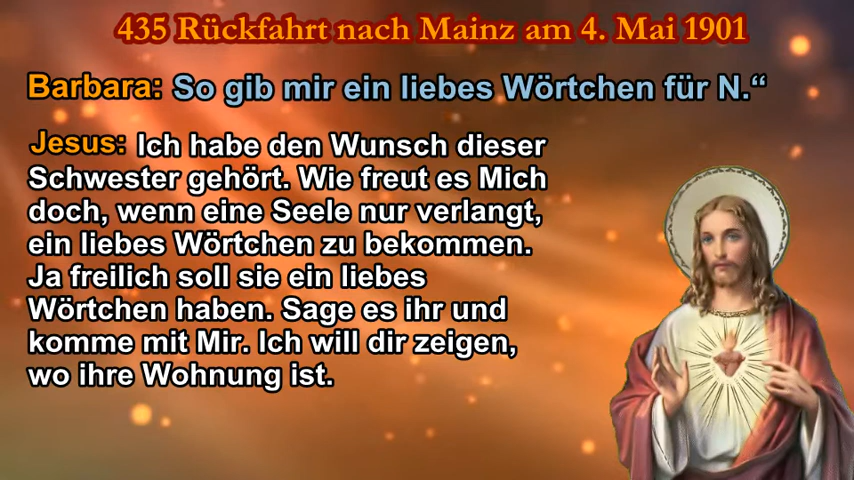 435 Rückfahrt nach Mainz am 4. Mai 1901
Barbara: So gib mir ein liebes Wörtchen für N.“
Jesus: Ich habe den Wunsch dieser
Schwester gehört. Wie freut es Mich
doch, wenn eine Seele nur verlangt,
ein liebes Wörtchen zu bekommen.
Ja freilich soll sie ein liebes
Wörtchen haben. Sage es ihr und
komme mit Mir. Ich will dir zeigen,
wo ihre Wohnung ist.